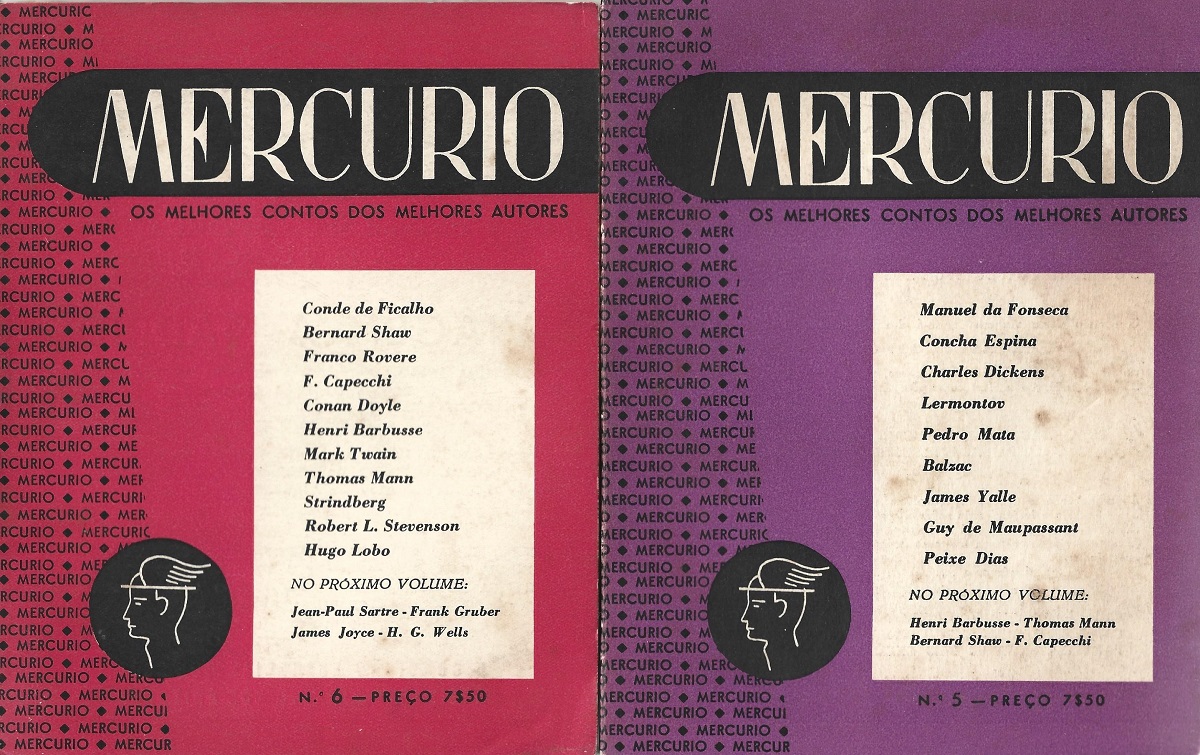 MERCURIO
OS MELHORES CONTOS DOS MELHORES AUTORES
Conde de Ficalho
Bernard Shaw
Franco Rovere
F. Capecchi
Conan Doyle
Henri Barbusse
Mark Twain
Thomas Mann
Strindberg
Robert L. Stevenson
Hugo Lobo
NO PRÓXIMO VOLUME:
Jean-Paul Sartre - Frank Gruber
James Joyce - H. G. Wells
N.º 6 — PREÇO 7$50
MERCURIO
OS MELHORES CONTOS DOS MELHORES AUTORES
Manuel da Fonseca
Concha Espina
Charles Dickens
Lermontov
Pedro Mata
Balzac
James Yalle
Guy de Maupassant
Peixe Dias
NO PRÓXIMO VOLUME:
Henri Barbusse - Thomas Mann
Bernard Shaw - F. Capecchi
N.º 5 — PREÇO 7$50